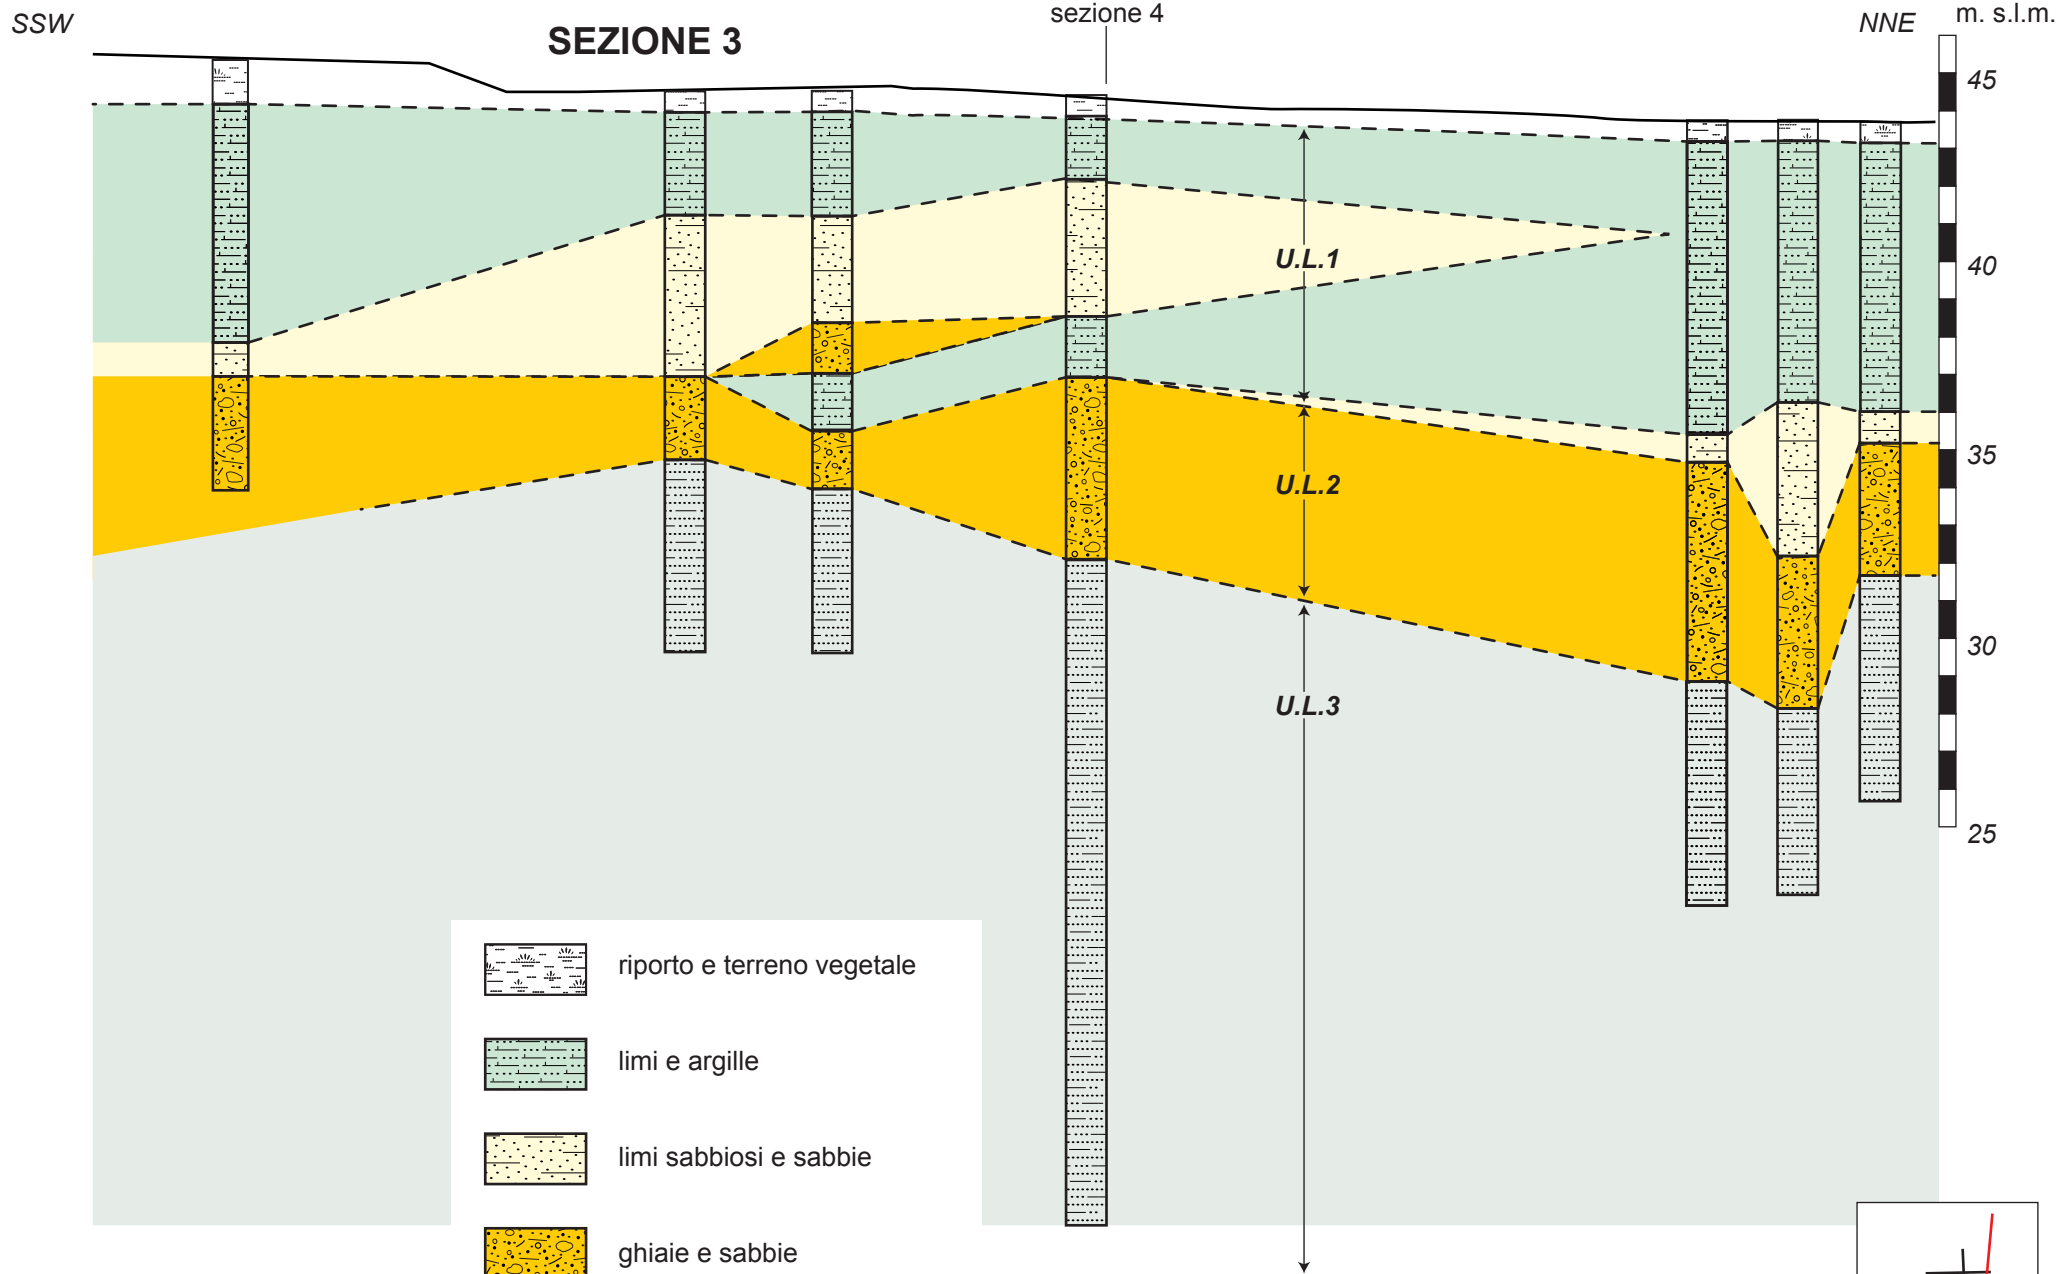 SSW
SEZIONE 3
sezione 4
NNE
m. s.l.m.
45
40
35
30
25
U.L.1
U.L.2
U.L.3
riporto e terreno vegetale
limi e argille
limi sabbiosi e sabbie
ghiaie e sabbie